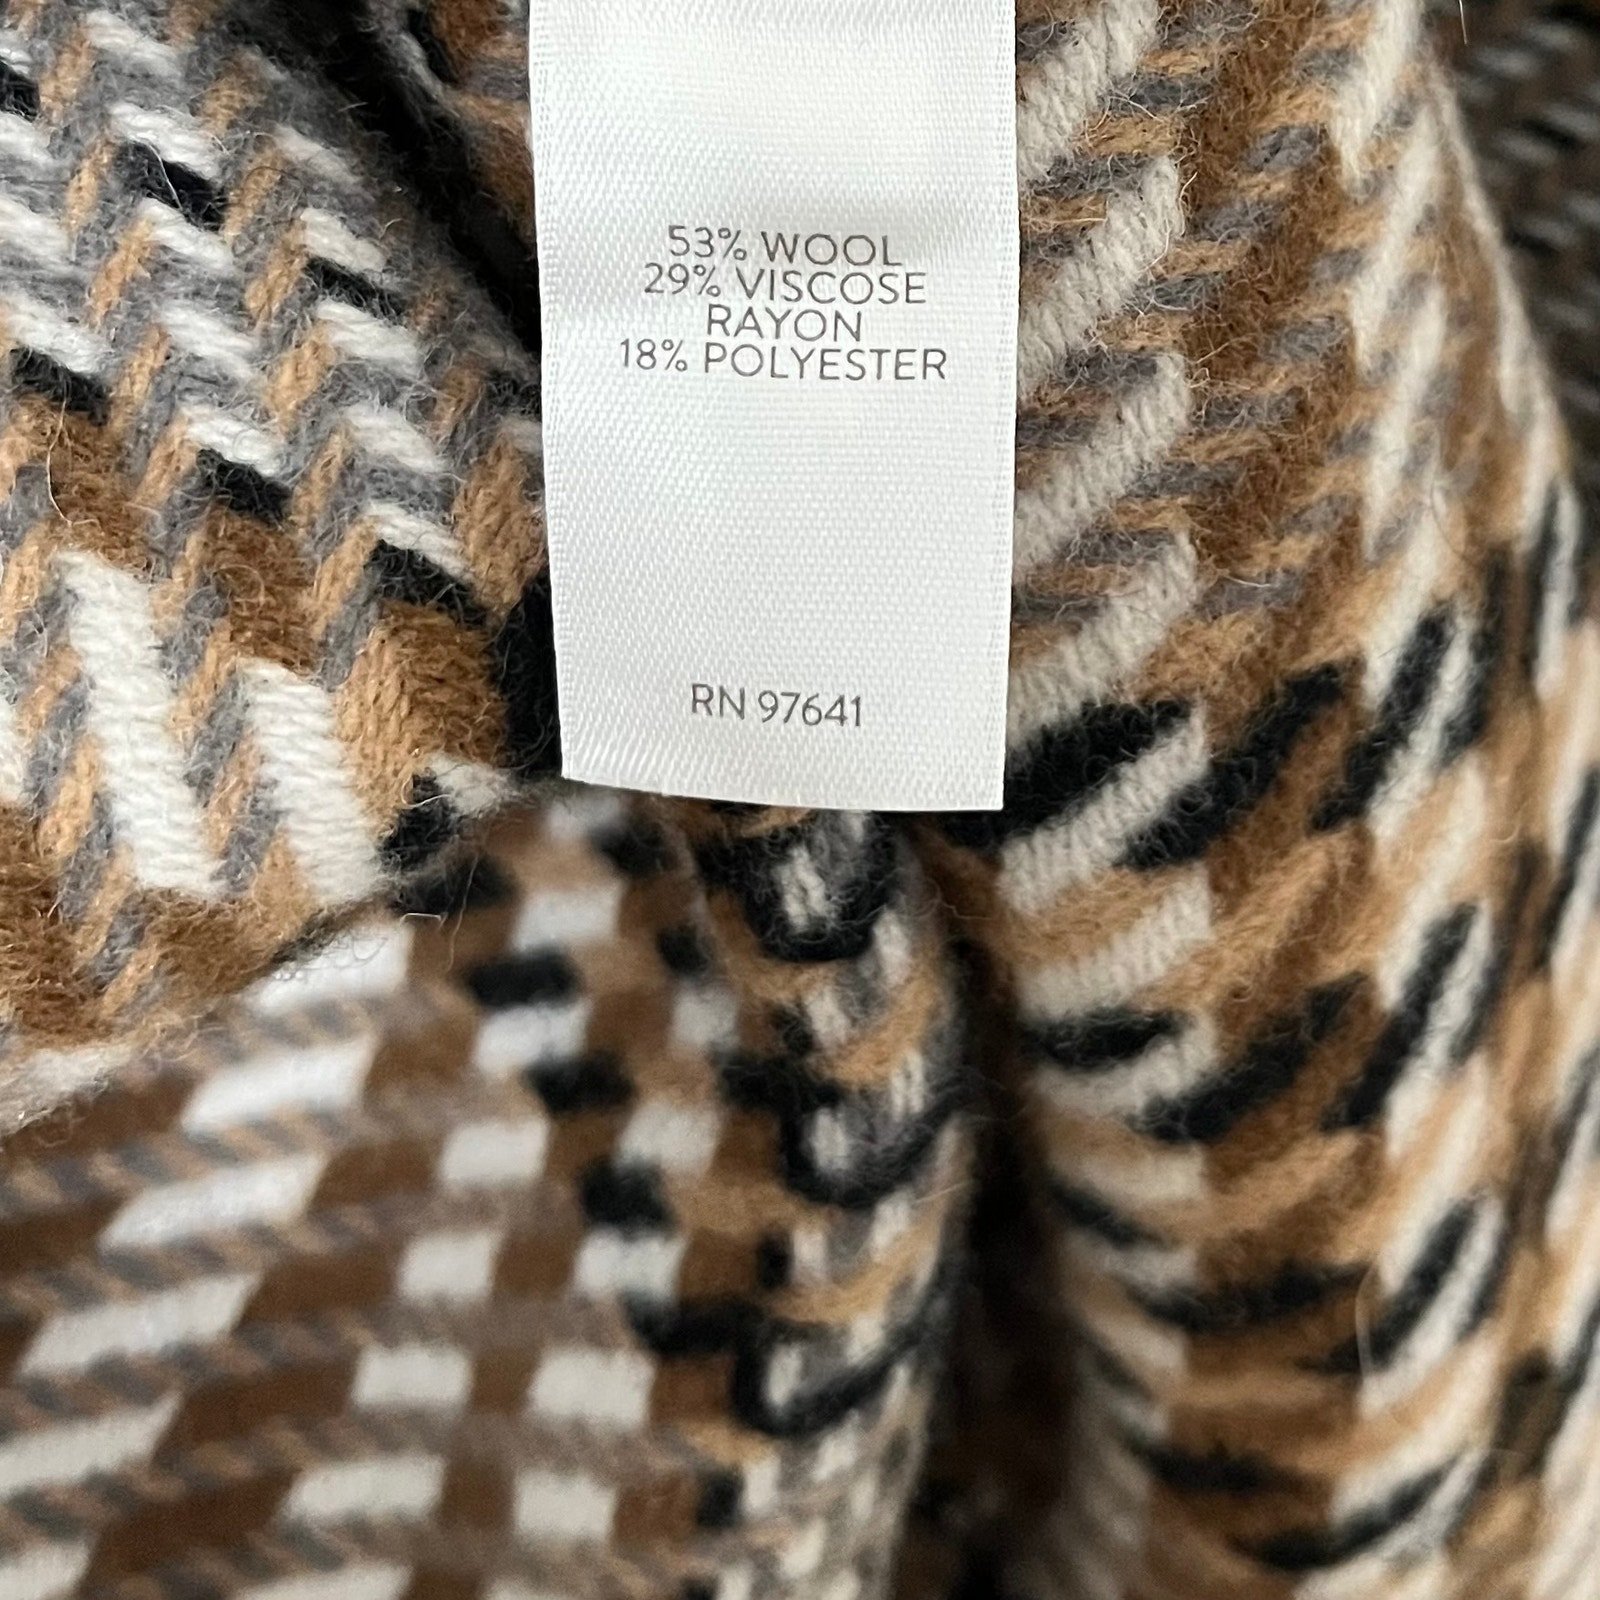 53% WOOL
29% VISCOSE
RAYON
18% POLYESTER
RN 97641